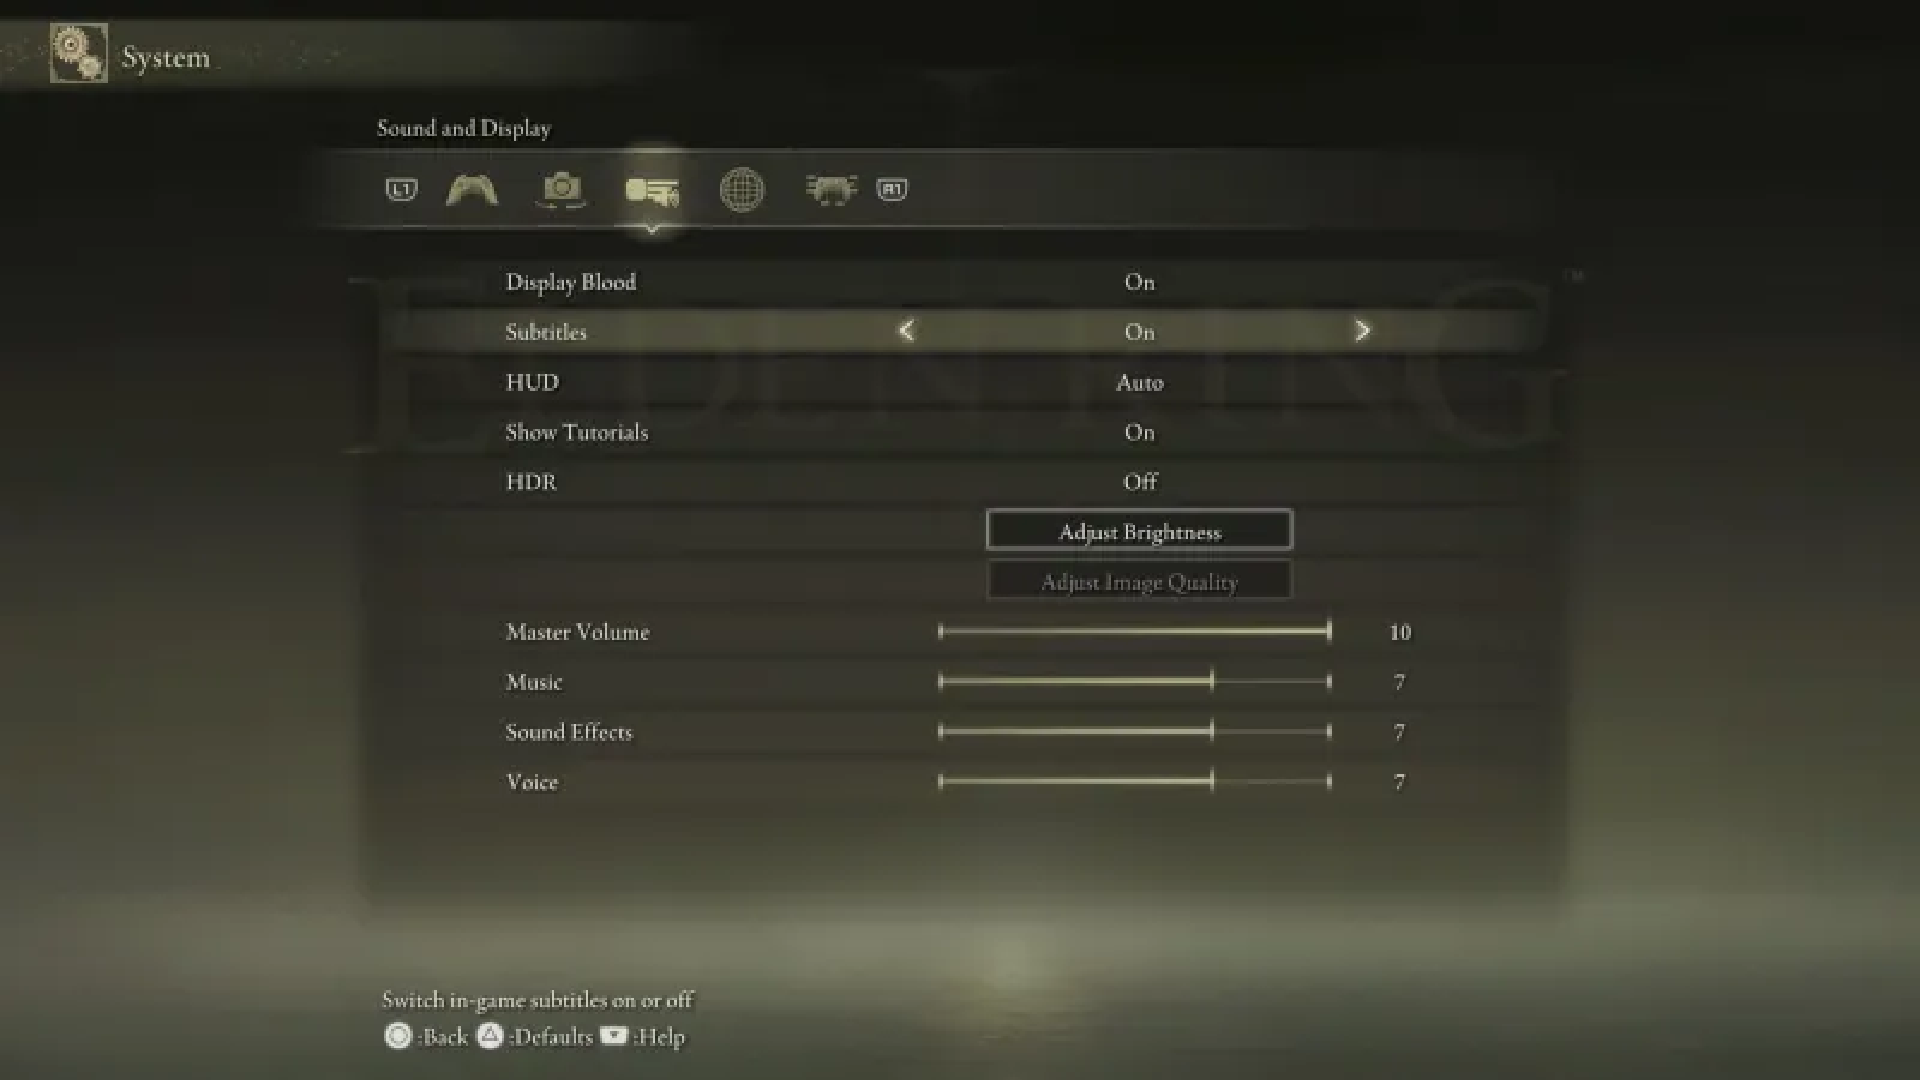 System
Sound and Display
L1 R1
Display Blood On
Subtitles On
HUD Auto
Show Tutorials On
HDR Off
Adjust Brightness
Adjust Image Quality
Master Volume 10
Music 7
Sound Effects 7
Voice 7
ELDEN RING™
Switch in-game subtitles on or off
:Back :Defaults :Help